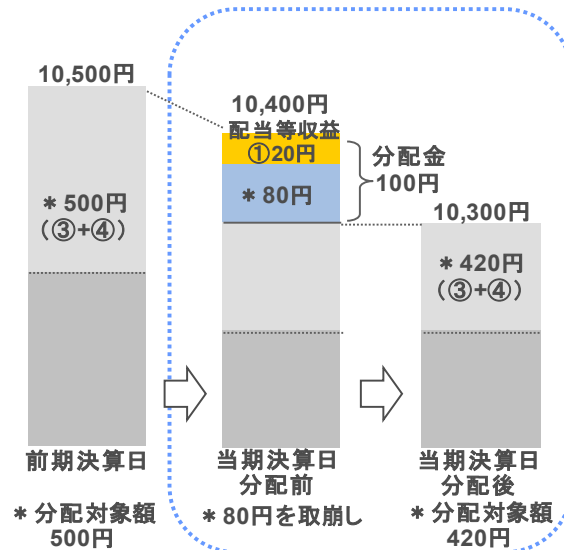 10,500円
＊500円
（③+④）
前期決算日
＊分配対象額
500円
10,400円
配当等収益
①20円
＊80円
分配金
100円
当期決算日
分配前
＊80円を取崩し
10,300円
＊420円
（③+④）
当期決算日
分配後
＊分配対象額
420円